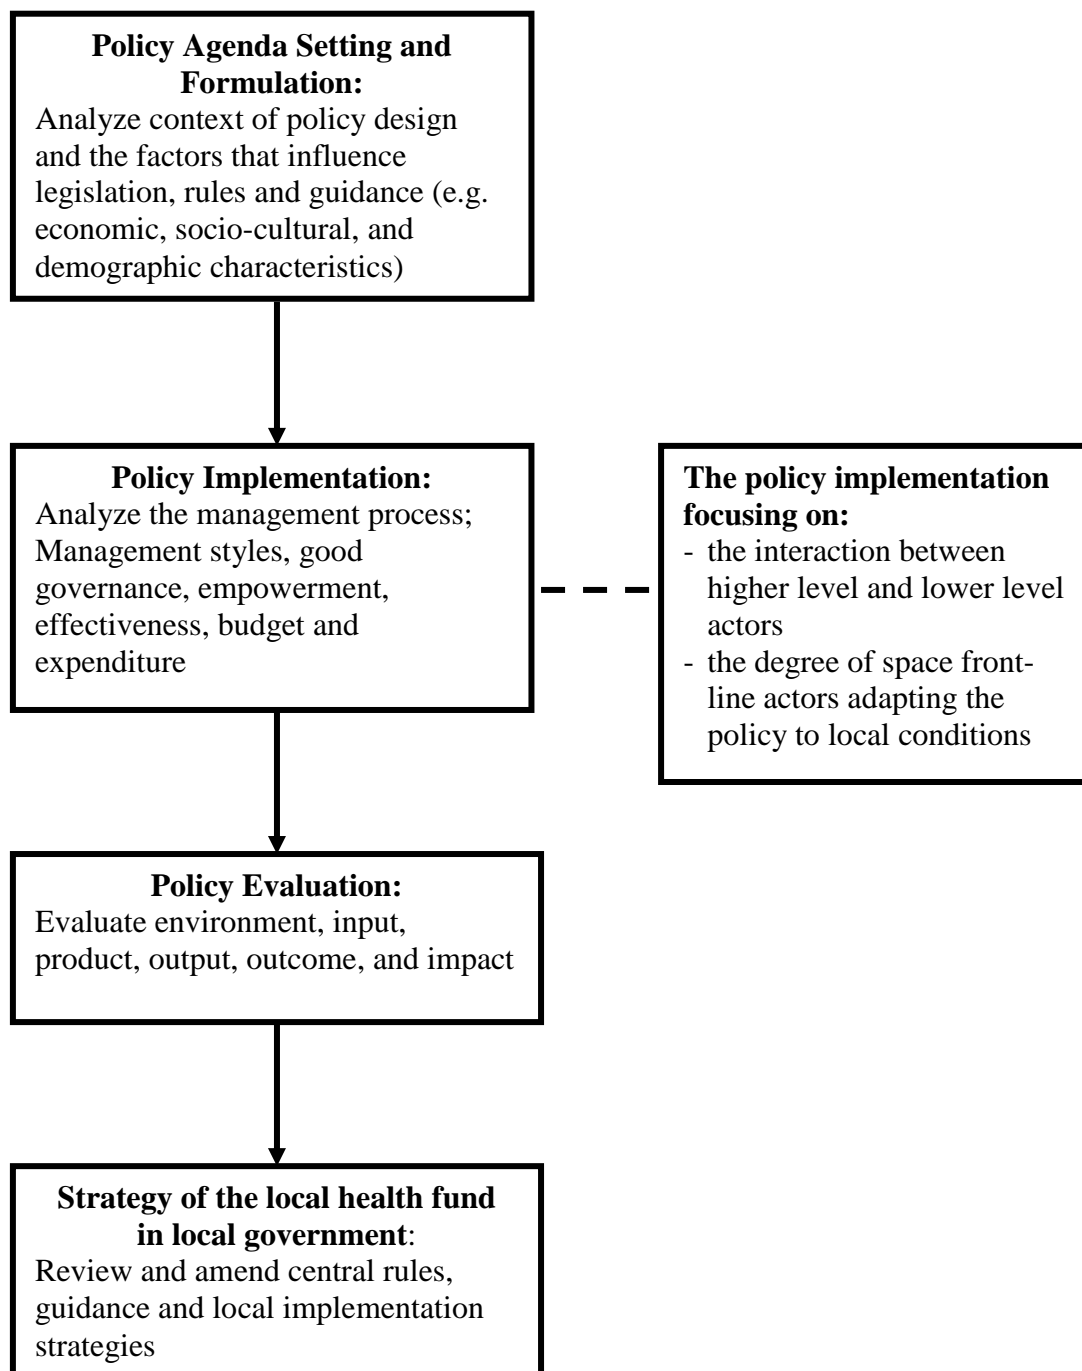 Policy Agenda Setting and
Formulation:
Analyze context of policy design
and the factors that influence
legislation, rules and guidance (e.g.
economic, socio-cultural, and
demographic characteristics)
Policy Implementation:
Analyze the management process;
Management styles, good
governance, empowerment,
effectiveness, budget and
expenditure
The policy implementation
focusing on:
- the interaction between
higher level and lower level
actors
- the degree of space front-
line actors adapting the
policy to local conditions
Policy Evaluation:
Evaluate environment, input,
product, output, outcome, and impact
Strategy of the local health fund
in local government:
Review and amend central rules,
guidance and local implementation
strategies